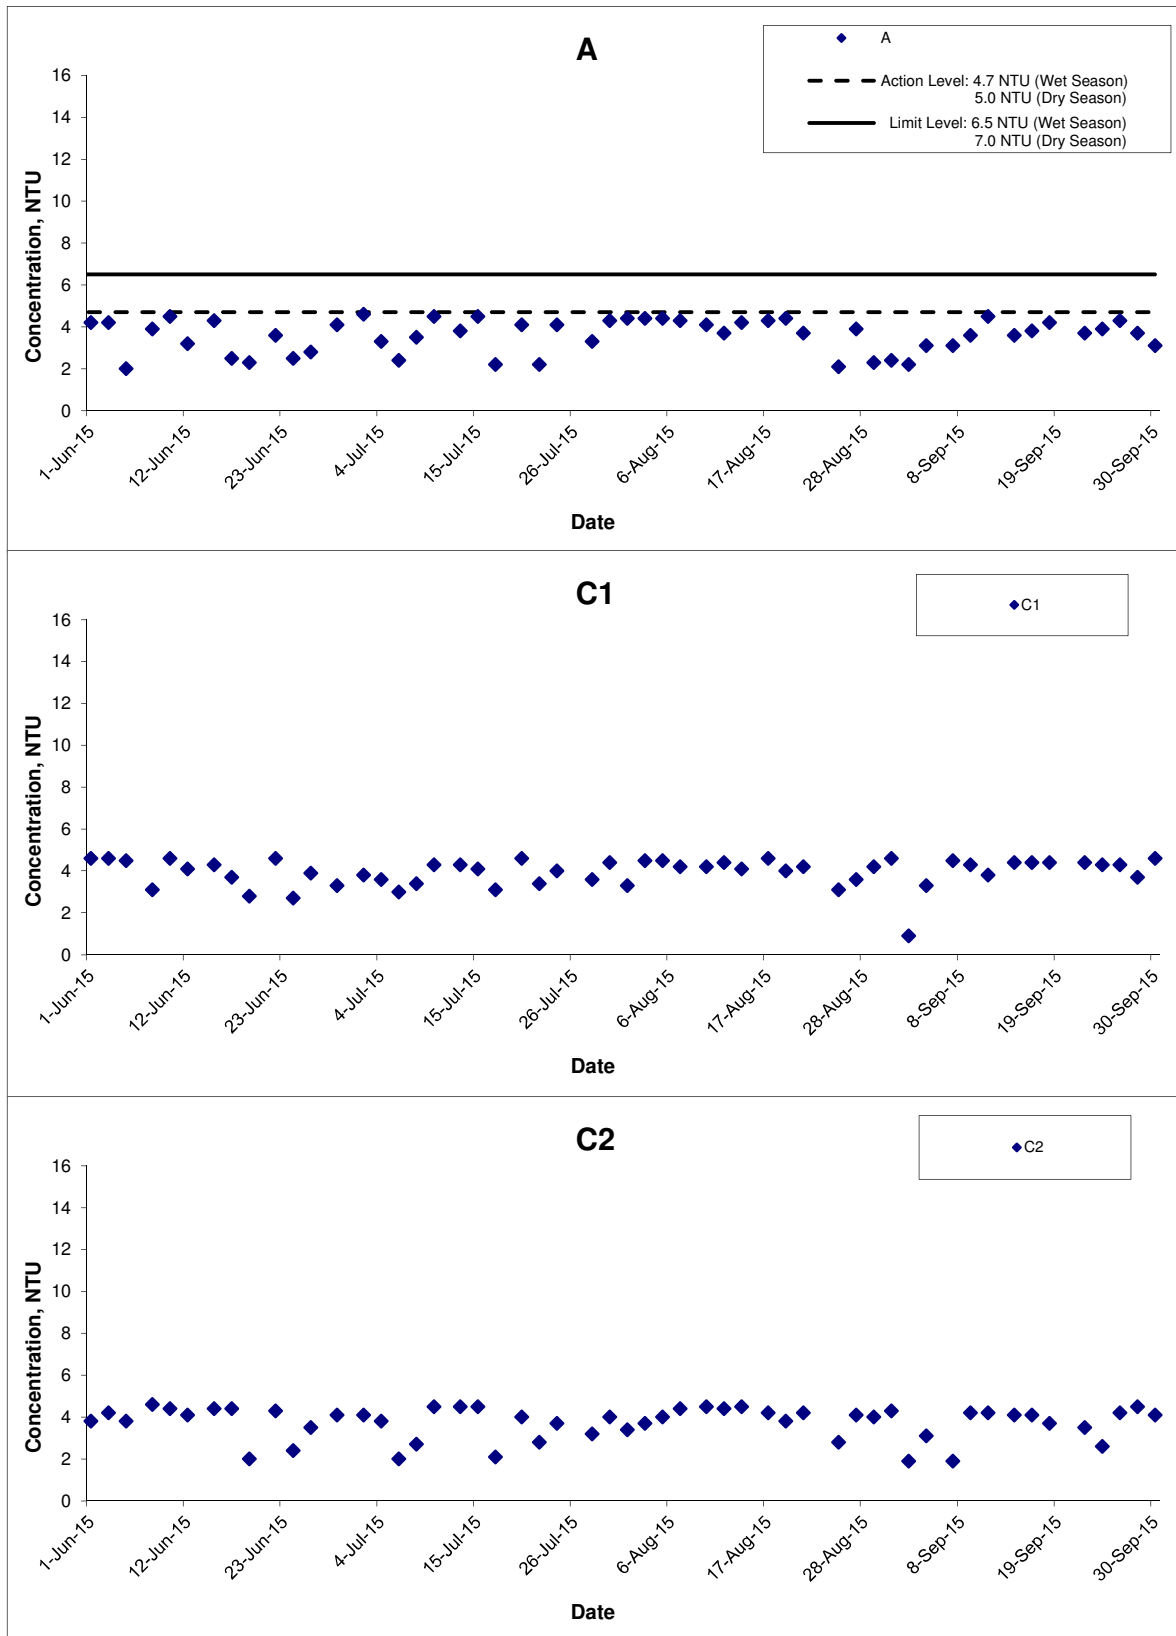 A
A
Action Level: 4.7 NTU (Wet Season)
5.0 NTU (Dry Season)
Limit Level: 6.5 NTU (Wet Season)
7.0 NTU (Dry Season)
Concentration, NTU
16
14
12
10
8
6
4
2
0
1-Jun-15
12-Jun-15
23-Jun-15
4-Jul-15
15-Jul-15
26-Jul-15
6-Aug-15
17-Aug-15
28-Aug-15
8-Sep-15
19-Sep-15
30-Sep-15
Date
C1
C1
Concentration, NTU
16
14
12
10
8
6
4
2
0
1-Jun-15
12-Jun-15
23-Jun-15
4-Jul-15
15-Jul-15
26-Jul-15
6-Aug-15
17-Aug-15
28-Aug-15
8-Sep-15
19-Sep-15
30-Sep-15
Date
C2
C2
Concentration, NTU
16
14
12
10
8
6
4
2
0
1-Jun-15
12-Jun-15
23-Jun-15
4-Jul-15
15-Jul-15
26-Jul-15
6-Aug-15
17-Aug-15
28-Aug-15
8-Sep-15
19-Sep-15
30-Sep-15
Date